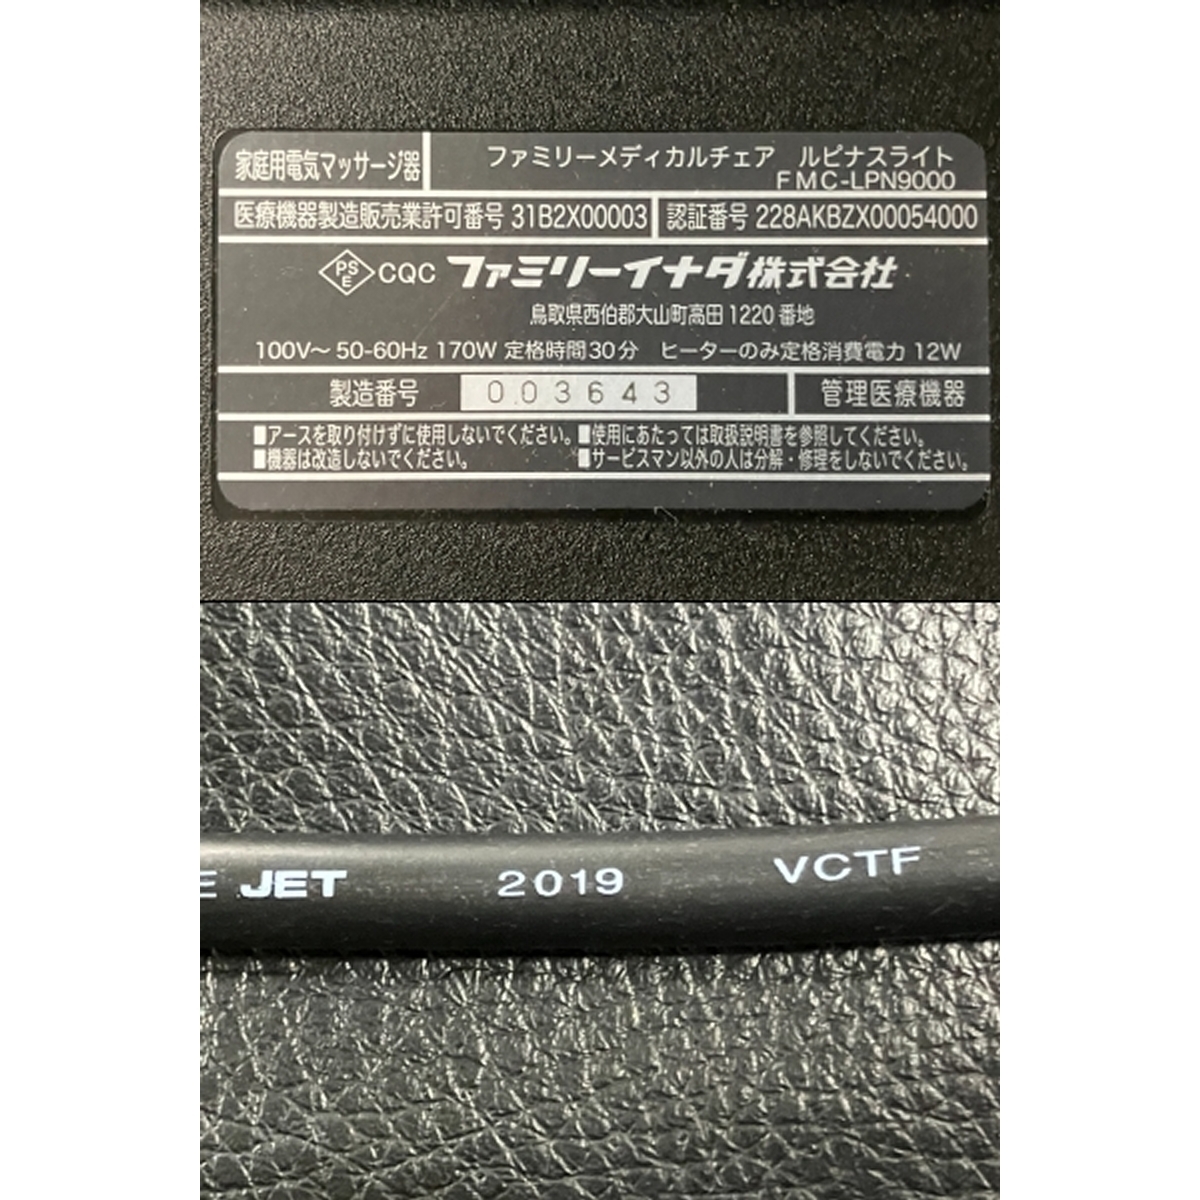 家庭用電気マッサージ器
ファミリーメディカルチェア ルピナスライト
FMC-LPN9000
医療機器製造販売業許可番号 31B2X00003 認証番号 228AKBZX00054000
PSE CQC ファミリーイナダ株式会社
鳥取県西伯郡大山町高田 1220 番地
100V～ 50-60Hz 170W 定格時間30分 ヒーターのみ定格消費電力 12W
製造番号 003643 管理医療機器
■アースを取り付けずに使用しないでください。 ■使用にあたっては取扱説明書を参照してください。
■機器は改造しないでください。 ■サービスマン以外の人は分解・修理をしないでください。
E JET 2019 VCTF